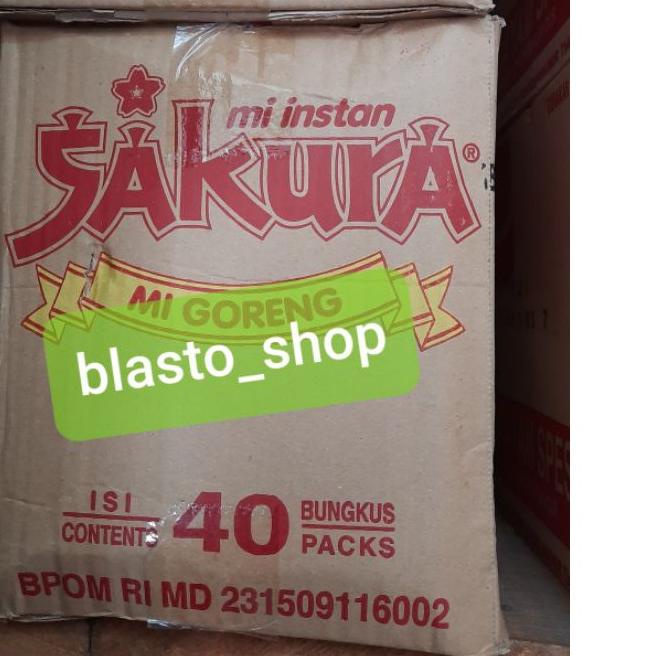 mi instan
SAKURA®
MI GORENG
blasto_shop
ISI
CONTENTS
40
BUNGKUS
PACKS
BPOM RI MD 231509116002